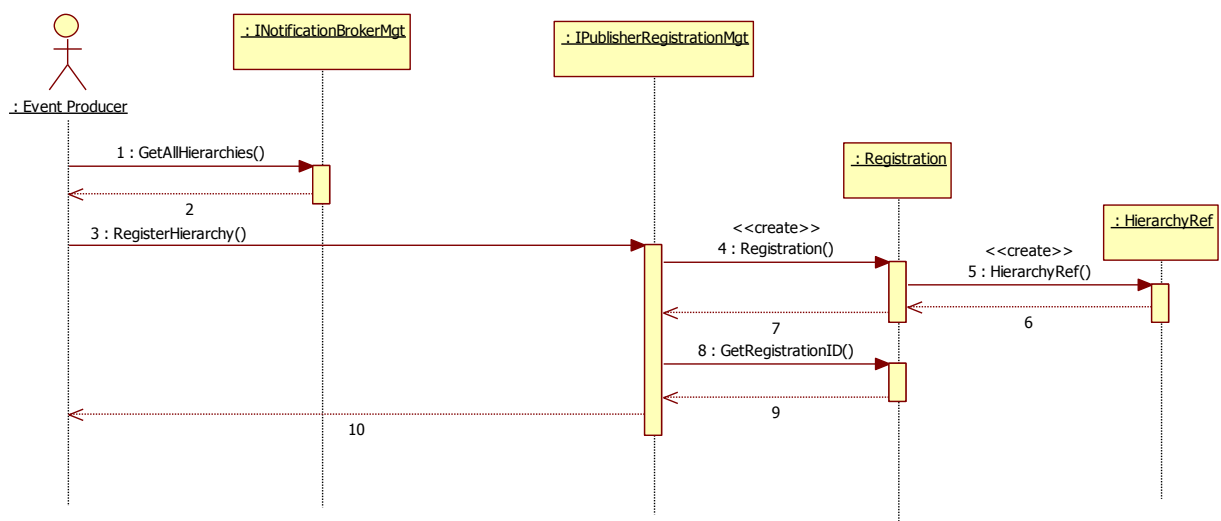 : INotificationBrokerMgt
: IPublisherRegistrationMgt
: Event Producer
1 : GetAllHierarchies()
: Registration
2
: HierarchyRef
3 : RegisterHierarchy()
<<create>>
4 : Registration()
<<create>>
5 : HierarchyRef()
6
7
8 : GetRegistrationID()
9
10